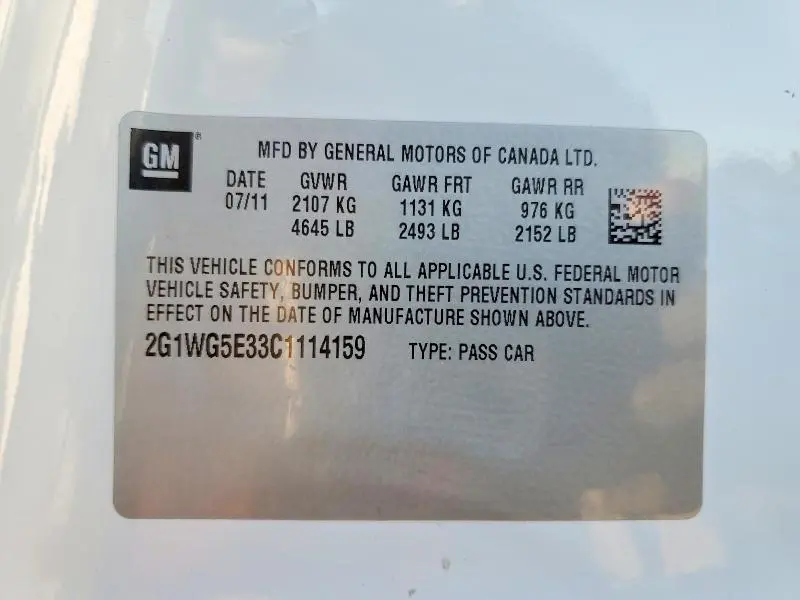 GM ®
MFD BY GENERAL MOTORS OF CANADA LTD.
DATE GVWR GAWR FRT GAWR RR
07/11 2107 KG 1131 KG 976 KG
4645 LB 2493 LB 2152 LB
THIS VEHICLE CONFORMS TO ALL APPLICABLE U.S. FEDERAL MOTOR
VEHICLE SAFETY, BUMPER, AND THEFT PREVENTION STANDARDS IN
EFFECT ON THE DATE OF MANUFACTURE SHOWN ABOVE.
2G1WG5E33C1114159 TYPE: PASS CAR